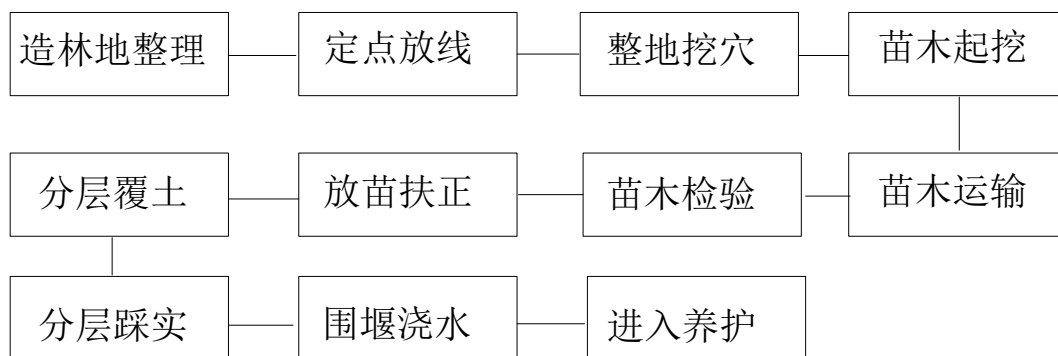 造林地整理 定点放线 整地挖穴 苗木起挖
分层覆土 放苗扶正 苗木检验 苗木运输
分层踩实 围堰浇水 进入养护